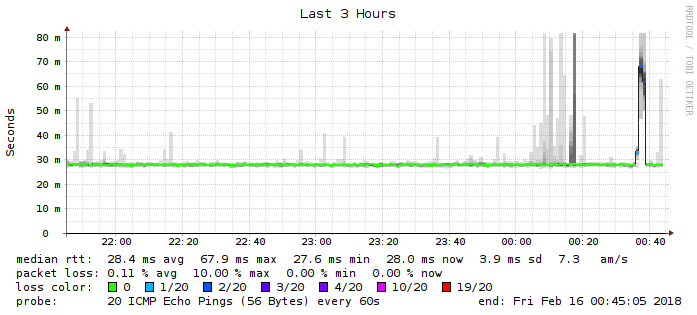 Last 3 Hours
RRDTOOL / TOBI OETIKER
Seconds
80 m
70 m
60 m
50 m
40 m
30 m
20 m
10 m
0
22:00 22:20 22:40 23:00 23:20 23:40 00:00 00:20 00:40
median rtt: 28.4 ms avg 67.9 ms max 27.6 ms min 28.0 ms now 3.9 ms sd 7.3 am/s
packet loss: 0.11 % avg 10.00 % max 0.00 % min 0.00 % now
loss color: 0 1/20 2/20 3/20 4/20 10/20 19/20
probe: 20 ICMP Echo Pings (56 Bytes) every 60s end: Fri Feb 16 00:45:05 2018